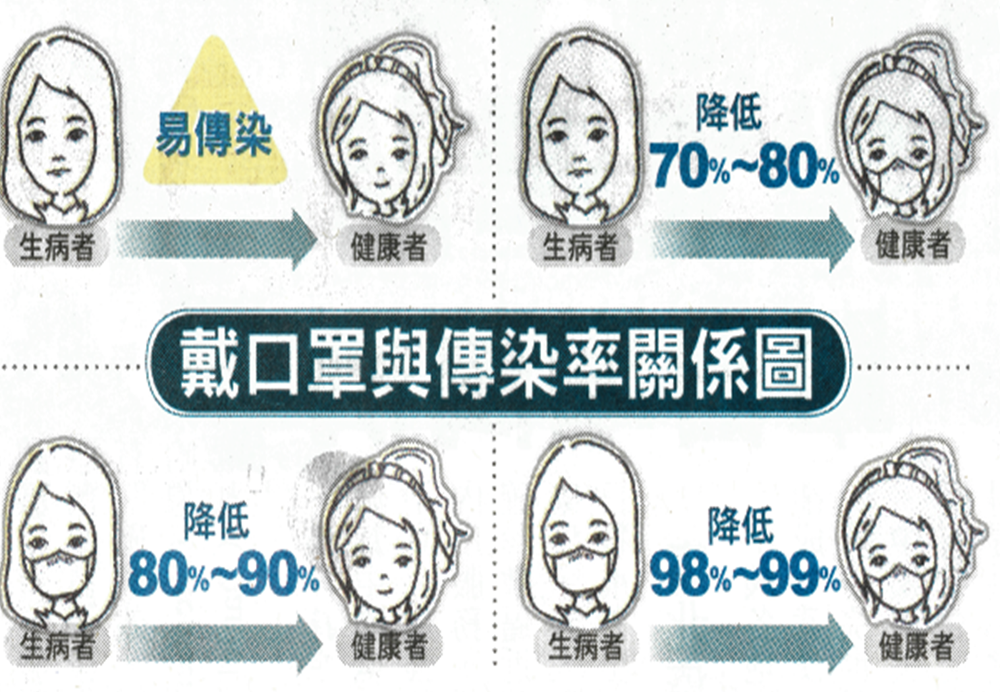 易傳染
生病者
健康者
降低
70%~80%
生病者
健康者
戴口罩與傳染率關係圖
降低
80%~90%
生病者
健康者
降低
98%~99%
生病者
健康者